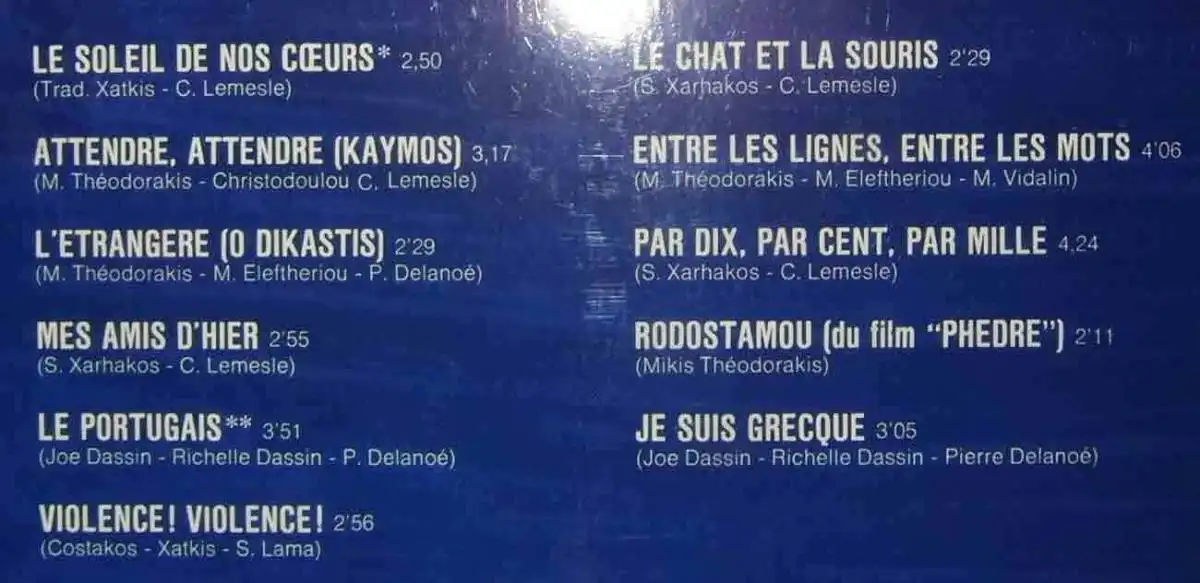 LE SOLEIL DE NOS CŒURS* 2,50
(Trad. Xatkis - C. Lemesle)
ATTENDRE, ATTENDRE (KAYMOS) 3,17
(M. Théodorakis - Christodoulou C. Lemesle)
L'ETRANGERE (O DIKASTIS) 2'29
(M. Théodorakis - M. Eleftheriou - P. Delanoé)
MES AMIS D'HIER 2'55
(S. Xarhakos - C. Lemesle)
LE PORTUGAIS** 3'51
(Joe Dassin - Richelle Dassin - P. Delanoé)
VIOLENCE! VIOLENCE! 2'56
(Costakos - Xatkis - S. Lama)
LE CHAT ET LA SOURIS 2'29
(S. Xarhakos - C. Lemesle)
ENTRE LES LIGNES, ENTRE LES MOTS 4'06
(M. Théodorakis - M. Eleftheriou - M. Vidalin)
PAR DIX, PAR CENT, PAR MILLE 4,24
(S. Xarhakos - C. Lemesle)
RODOSTAMOU (du film "PHEDRE") 2'11
(Mikis Théodorakis)
JE SUIS GRECQUE 3'05
(Joe Dassin - Richelle Dassin - Pierre Delanoé)